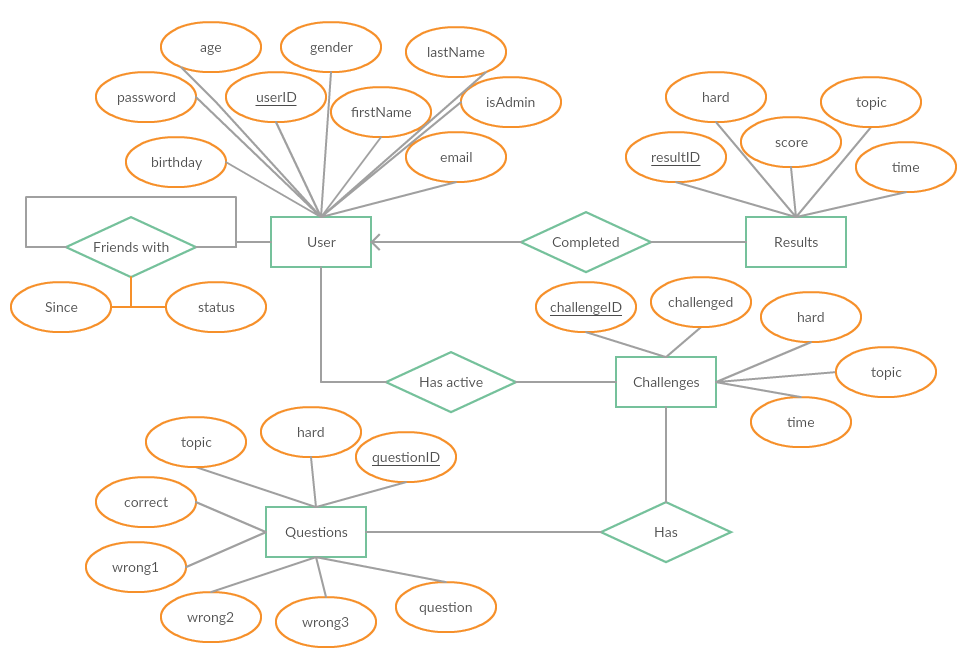 age
gender
lastName
password
userID
firstName
isAdmin
birthday
email
hard
topic
score
resultID
time
Friends with
User
Completed
Results
Since
status
challengeID
challenged
hard
topic
time
Has active
Challenges
topic
hard
questionID
correct
Questions
Has
wrong1
wrong2
wrong3
question